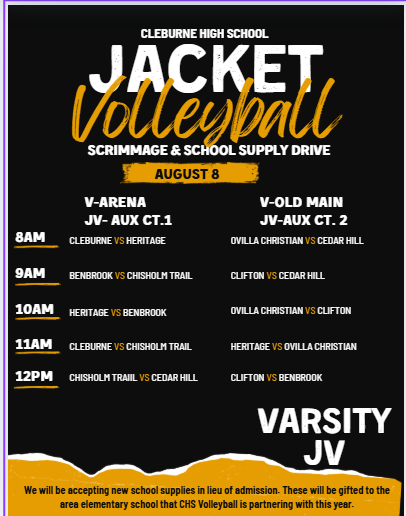 CLEBURNE HIGH SCHOOL
JACKET
Volleyball
SCRIMMAGE & SCHOOL SUPPLY DRIVE
AUGUST 8
V-ARENA V-OLD MAIN
JV- AUX CT.1 JV-AUX CT. 2
8AM CLEBURNE VS HERITAGE OVILLA CHRISTIAN VS CEDAR HILL
9AM BENBROOK VS CHISHOLM TRAIL CLIFTON VS CEDAR HILL
10AM HERITAGE VS BENBROOK OVILLA CHRISTIAN VS CLIFTON
11AM CLEBURNE VS CHISHOLM TRAIL HERITAGE VS OVILLA CHRISTIAN
12PM CHISHOLM TRAIIL VS CEDAR HILL CLIFTON VS BENBROOK
VARSITY
JV
We will be accepting new school supplies in lieu of admission. These will be gifted to the
area elementary school that CHS Volleyball is partnering with this year.